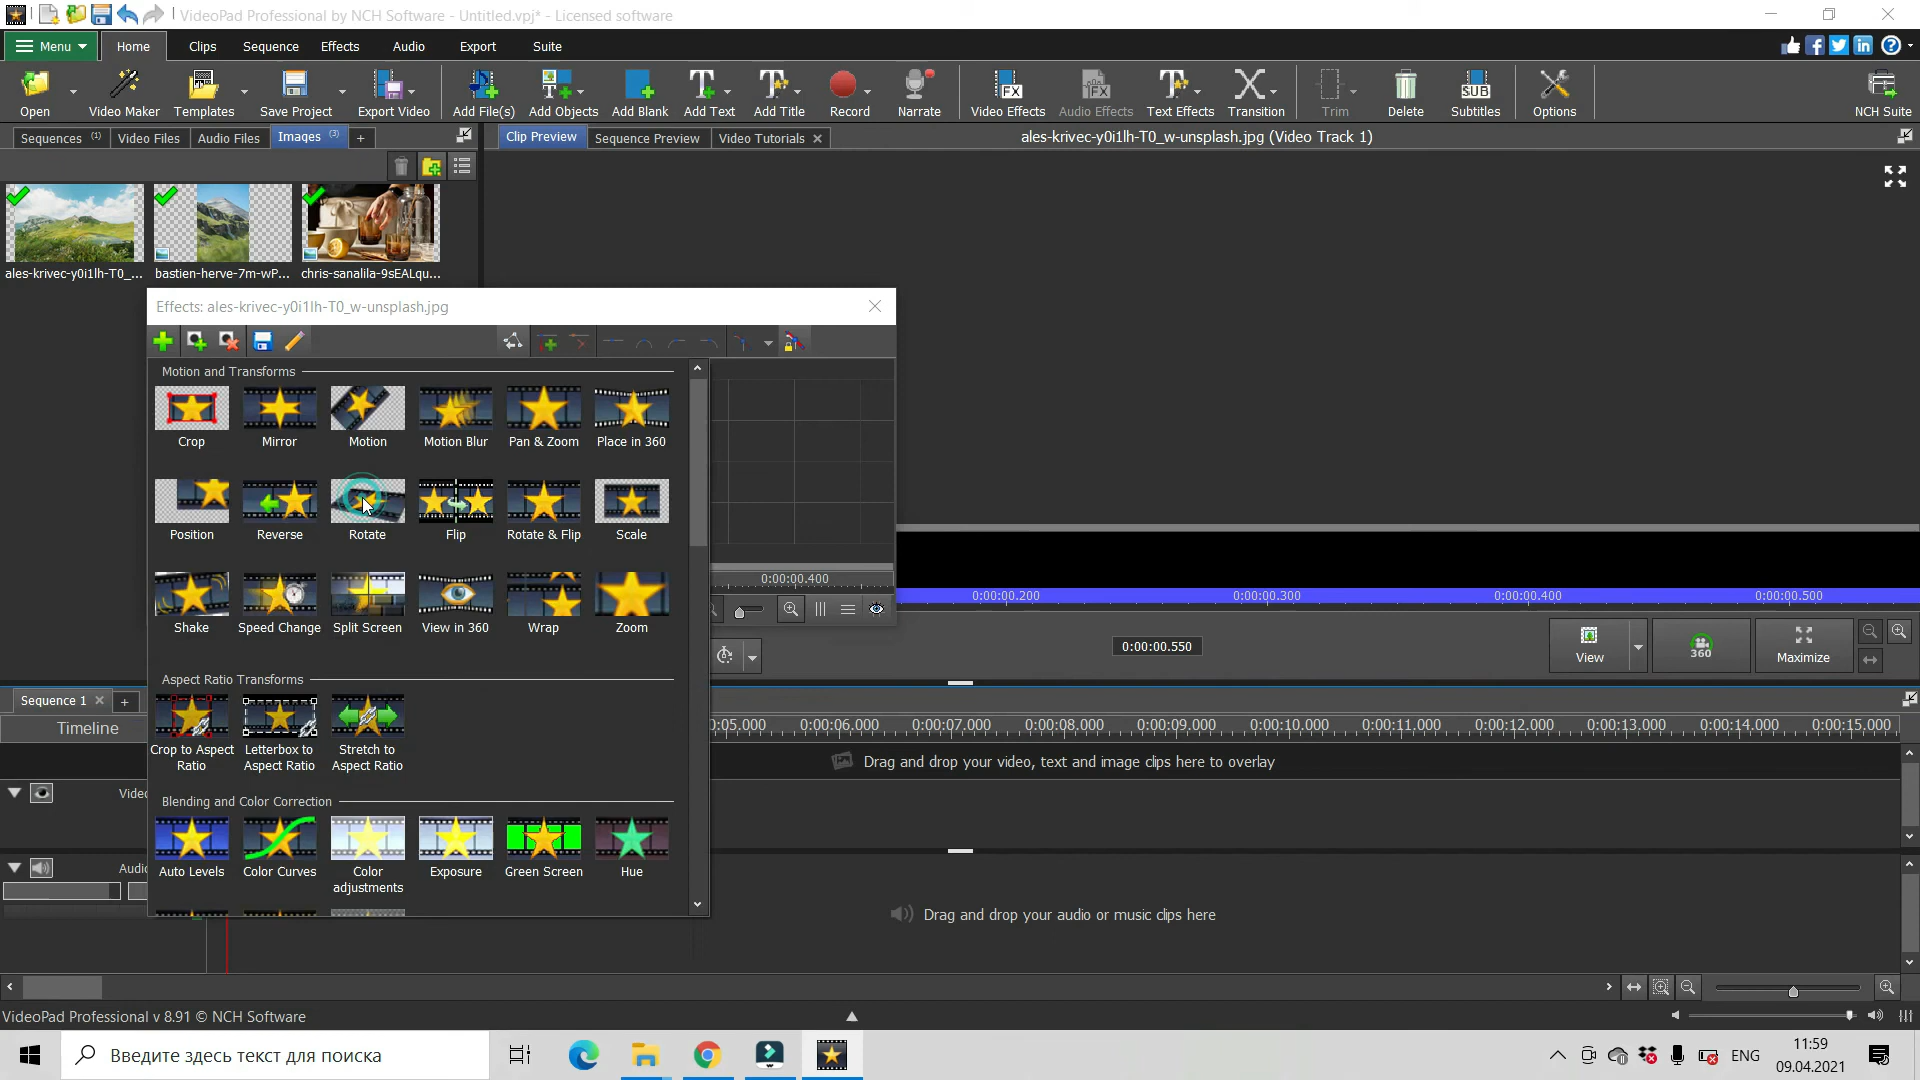 VideoPad Professional by NCH Software - Untitled.vpj* - Licensed software
Menu Home Clips Sequence Effects Audio Export Suite
Open Video Maker Templates Save Project Export Video Add File(s) Add Objects Add Blank Add Text Add Title Record Narrate Video Effects Audio Effects Text Effects Transition Trim Delete Subtitles Options NCH Suite
Sequences (1) Video Files Audio Files Images (3) + Clip Preview Sequence Preview Video Tutorials ales-krivec-y0i1lh-T0_w-unsplash.jpg (Video Track 1)
ales-krivec-y0i1lh-T0_... bastien-herve-7m-wP... chris-sanalila-9sEALqu...
Effects: ales-krivec-y0i1lh-T0_w-unsplash.jpg
Motion and Transforms
Crop Mirror Motion Motion Blur Pan & Zoom Place in 360
Position Reverse Rotate Flip Rotate & Flip Scale
Shake Speed Change Split Screen View in 360 Wrap Zoom
0:00:00.400
0:00:00.200 0:00:00.300 0:00:00.400 0:00:00.500
0:00:00.550 View 360 Maximize
Aspect Ratio Transforms
Crop to Aspect Ratio Letterbox to Aspect Ratio Stretch to Aspect Ratio
Blending and Color Correction
Auto Levels Color Curves Color adjustments Exposure Green Screen Hue
Sequence 1 +
Timeline 0:05.000 0:00:06.000 0:00:07.000 0:00:08.000 0:00:09.000 0:00:10.000 0:00:11.000 0:00:12.000 0:00:13.000 0:00:14.000 0:00:15.000
Drag and drop your video, text and image clips here to overlay
Vide
Audi
Drag and drop your audio or music clips here
VideoPad Professional v 8.91 © NCH Software
Введите здесь текст для поиска
ENG
11:59
09.04.2021